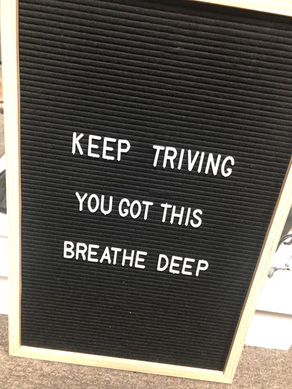 KEEP TRIVING
YOU GOT THIS
BREATHE DEEP